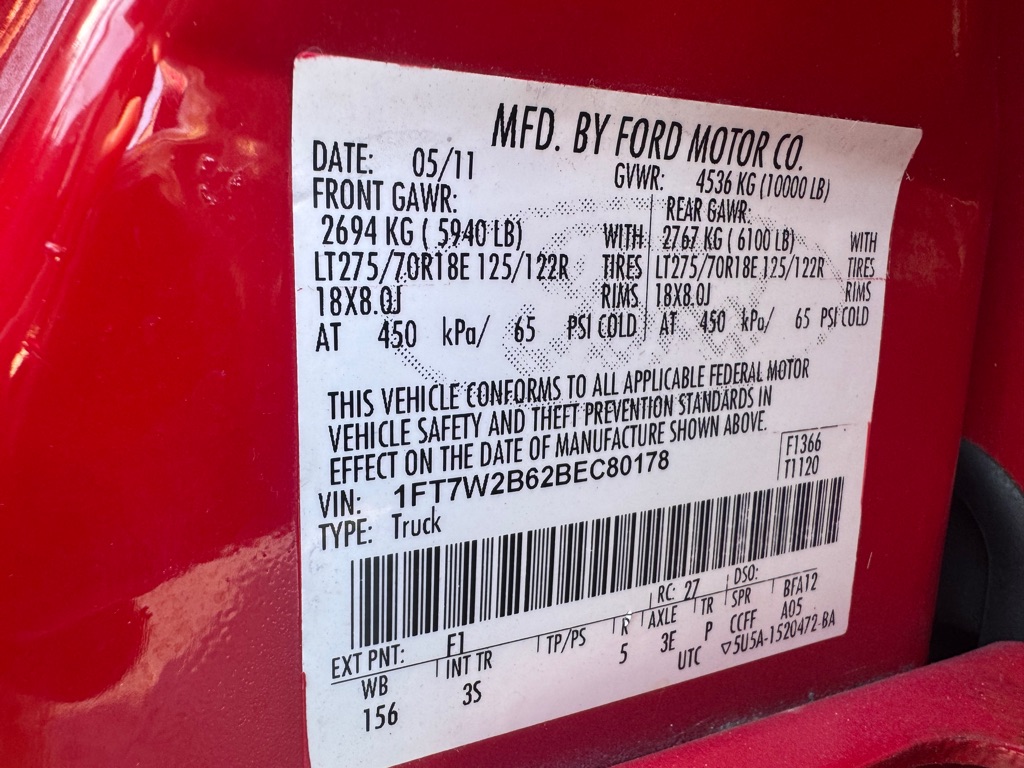 MFD. BY FORD MOTOR CO.
DATE: 05/11 GVWR: 4536 KG (10000 LB)
FRONT GAWR: REAR GAWR:
2694 KG ( 5940 LB) WITH 2767 KG ( 6100 LB) WITH
LT275/70R18E 125/122R TIRES LT275/70R18E 125/122R TIRES
18X8.0J RIMS 18X8.0J RIMS
AT 450 kPa/ 65 PSI COLD AT 450 kPa/ 65 PSI COLD
THIS VEHICLE CONFORMS TO ALL APPLICABLE FEDERAL MOTOR
VEHICLE SAFETY AND THEFT PREVENTION STANDARDS IN
EFFECT ON THE DATE OF MANUFACTURE SHOWN ABOVE.
VIN: 1FT7W2B62BEC80178 F1366
TYPE: Truck T1120
EXT PNT: F1 RC: 27 DSO:
WB INT TR TP/PS R AXLE TR SPR BFA12
156 3S 5 3E P CCFF A05
UTC ▽5U5A-1520472-BA